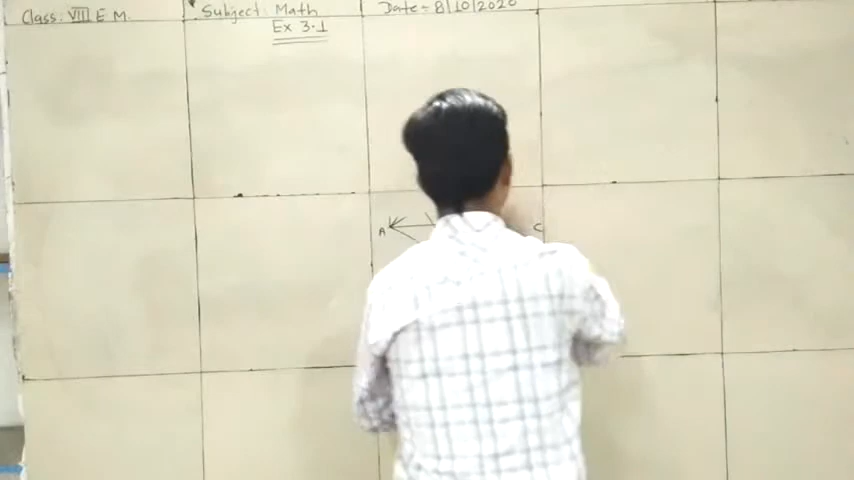 Class: VIII E M.
Subject: Math
Date - 8/10/2020
Ex 3.1
A
C